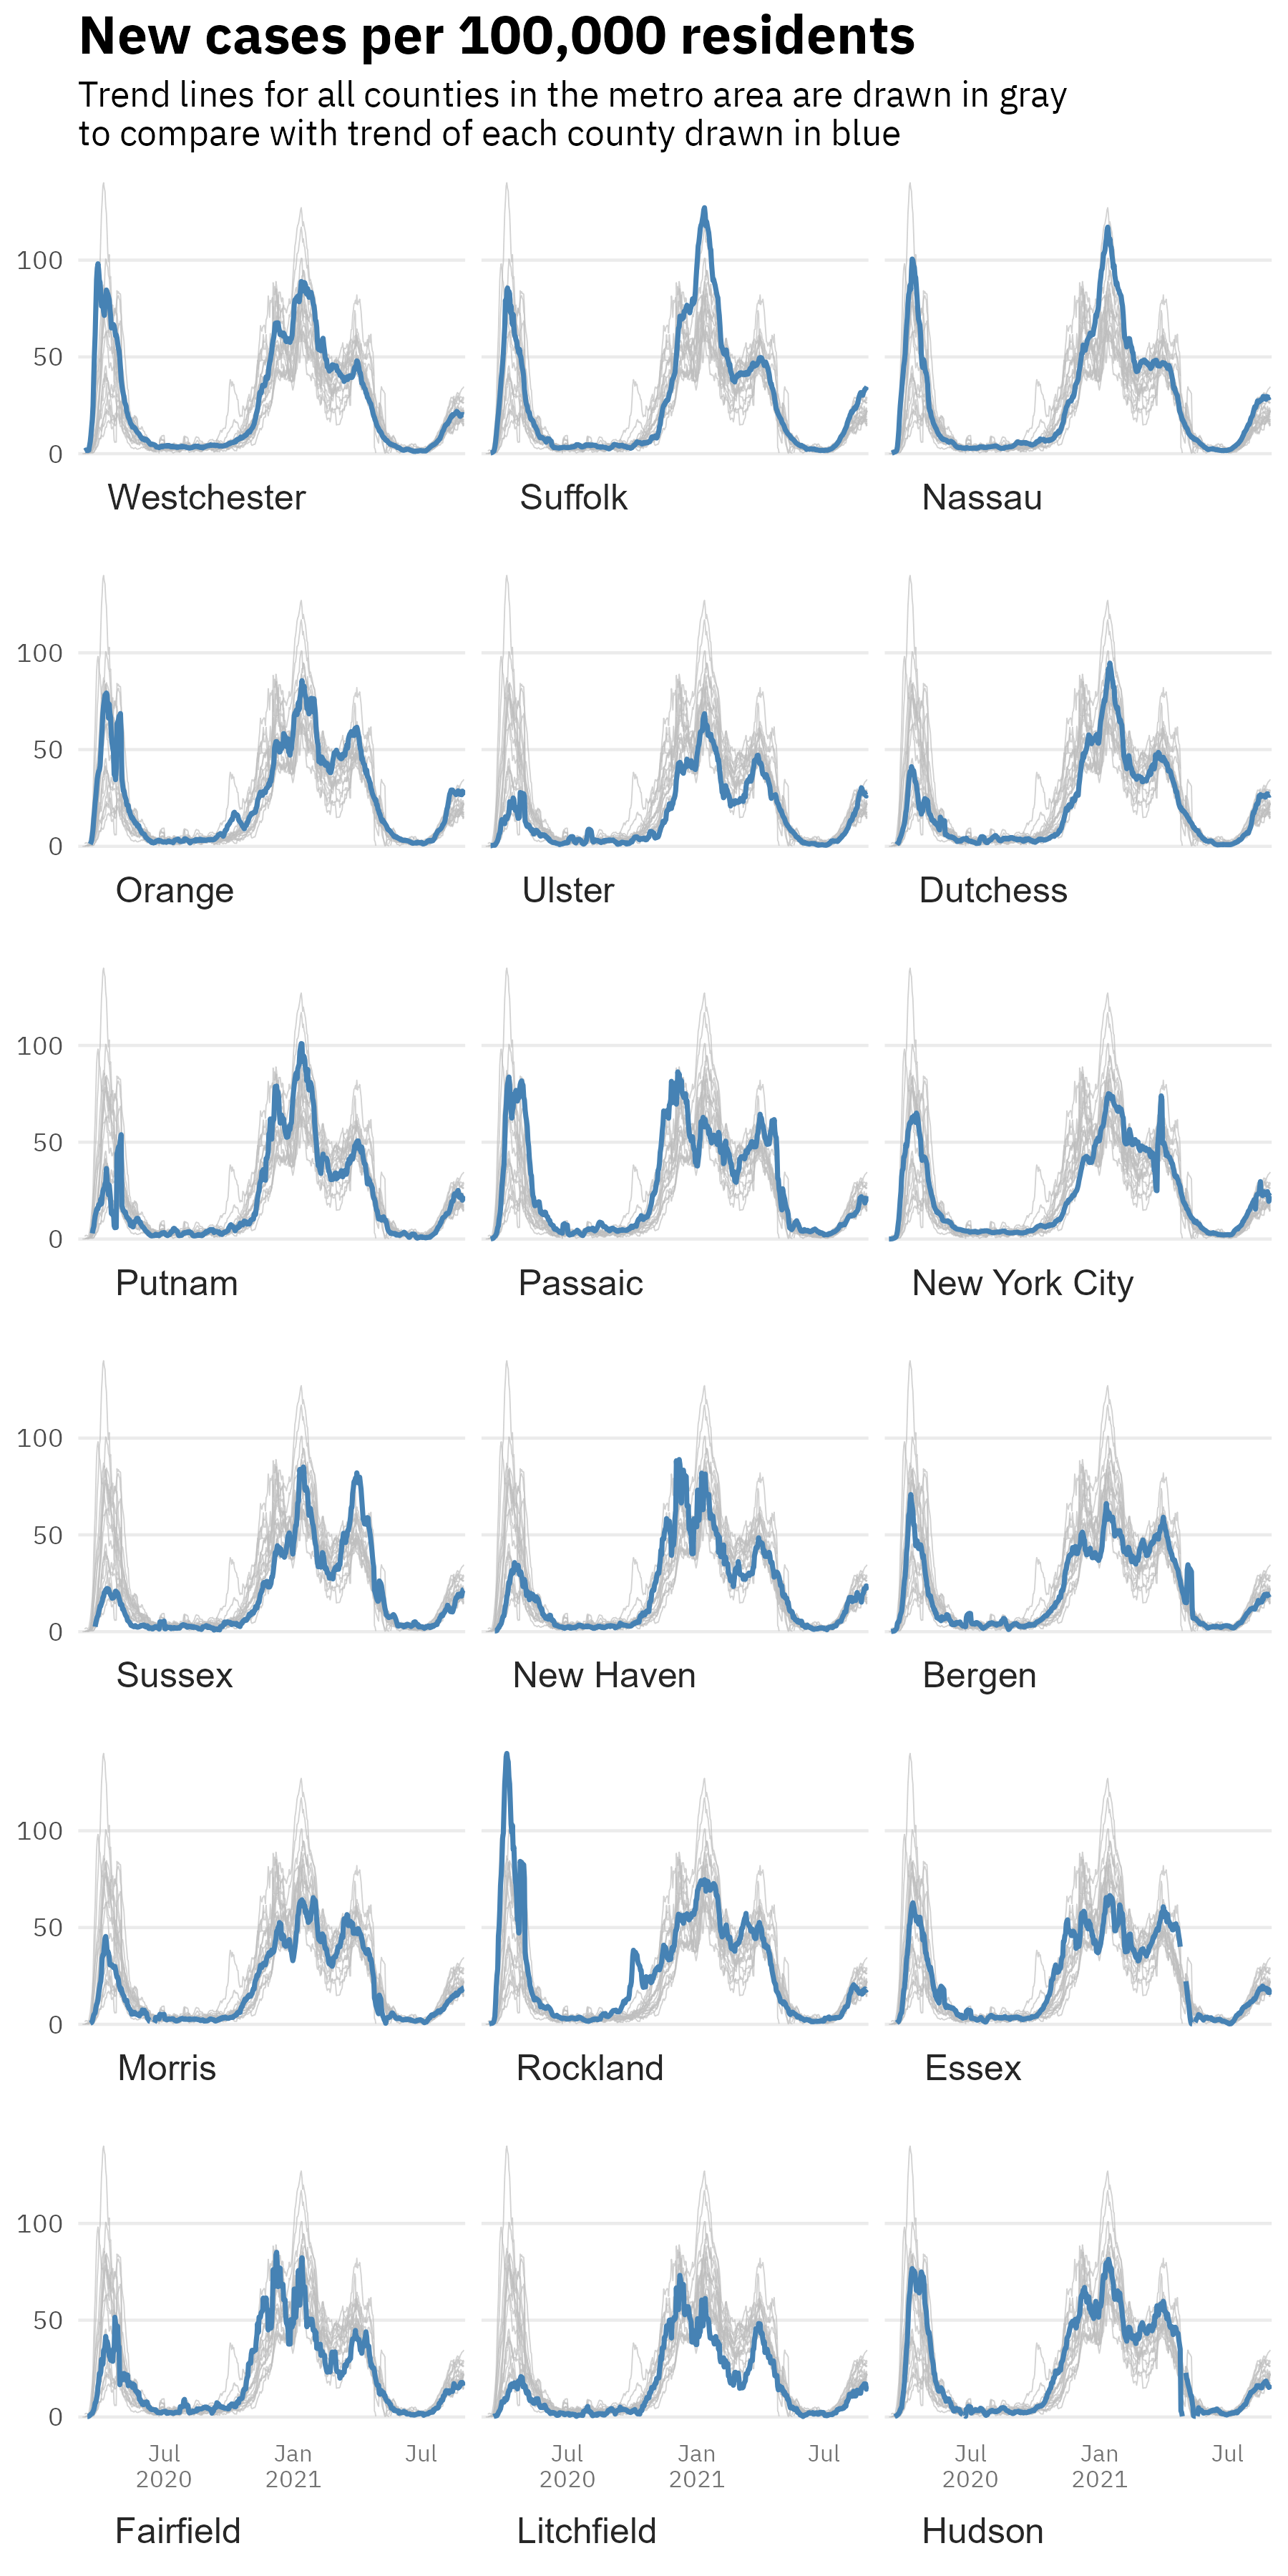 New cases per 100,000 residents
Trend lines for all counties in the metro area are drawn in gray
to compare with trend of each county drawn in blue
100
50
0
Westchester
Suffolk
Nassau
100
50
0
Orange
Ulster
Dutchess
100
50
0
Putnam
Passaic
New York City
100
50
0
Sussex
New Haven
Bergen
100
50
0
Morris
Rockland
Essex
100
50
0
Jul
2020
Jan
2021
Jul
Jul
2020
Jan
2021
Jul
Jul
2020
Jan
2021
Jul
Fairfield
Litchfield
Hudson